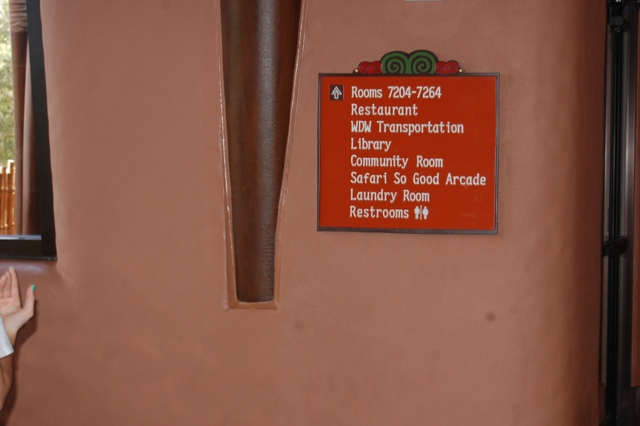 Rooms 7204-7264
Restaurant
WDW Transportation
Library
Community Room
Safari So Good Arcade
Laundry Room
Restrooms